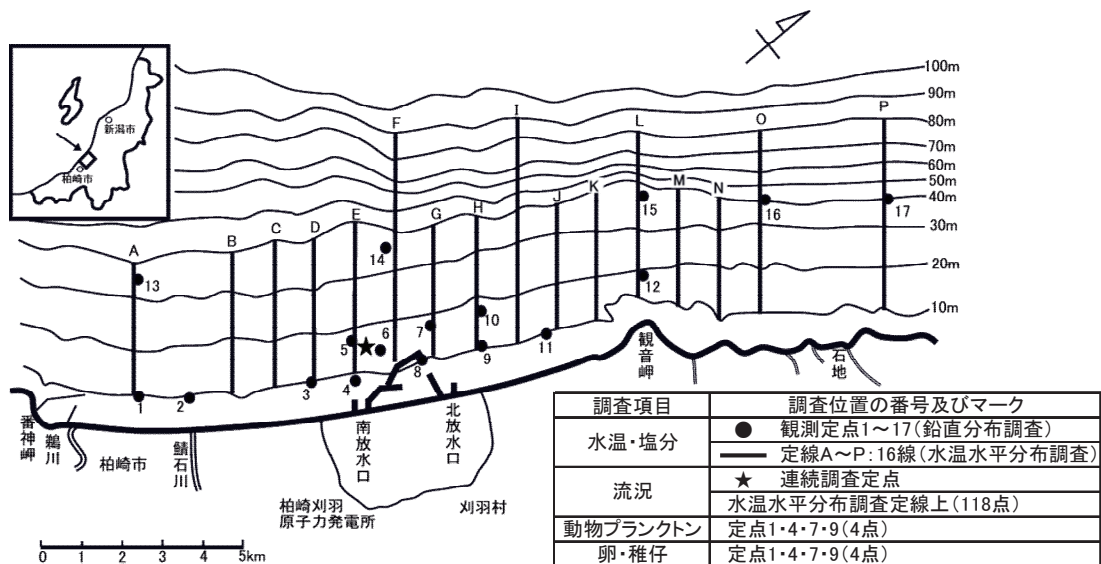 100m
90m
80m
70m
60m
50m
40m
30m
20m
10m
新潟市
柏崎市
A
B
C
D
E
F
G
H
I
J
K
L
M
N
O
P
1
2
3
4
5
6
7
8
9
10
11
12
13
14
15
16
17
番神岬
鵜川
柏崎市
鯖石川
南放水口
北放水口
観音岬
石地
柏崎刈羽
原子力発電所
刈羽村
0 1 2 3 4 5km
調査項目 調査位置の番号及びマーク
水温・塩分 ● 観測定点1~17(鉛直分布調査)
定線A~P:16線(水温水平分布調査)
流況 ★ 連続調査定点
水温水平分布調査定線上(118点)
動物プランクトン 定点1・4・7・9(4点)
卵・稚仔 定点1・4・7・9(4点)